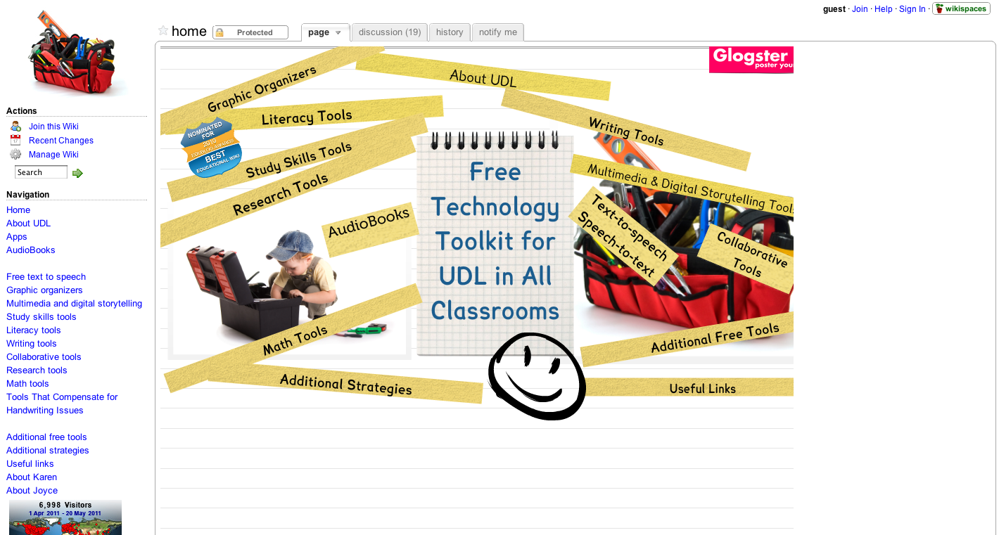 guest · Join · Help · Sign In · wikispaces
home
Protected
page
discussion (19)
history
notify me
Actions
Join this Wiki
Recent Changes
Manage Wiki
Search
Navigation
Home
About UDL
Apps
AudioBooks
Free text to speech
Graphic organizers
Multimedia and digital storytelling
Study skills tools
Literacy tools
Writing tools
Collaborative tools
Research tools
Math tools
Tools That Compensate for
Handwriting Issues
Additional free tools
Additional strategies
Useful links
About Karen
About Joyce
6,998 Visitors
1 Apr 2011 - 20 May 2011
Glogster
poster your
Graphic Organizers
About UDL
Literacy Tools
Writing Tools
NOMINATED
FOR
2010
EDUBLOG AWARDS
BEST
EDUCATIONAL WIKI
Study Skills Tools
Research Tools
AudioBooks
Free
Technology
Toolkit for
UDL in All
Classrooms
Multimedia & Digital Storytelling Tools
Text-to-speech
Speech-to-text
Collaborative
Tools
Math Tools
Additional Free Tools
Additional Strategies
Useful Links